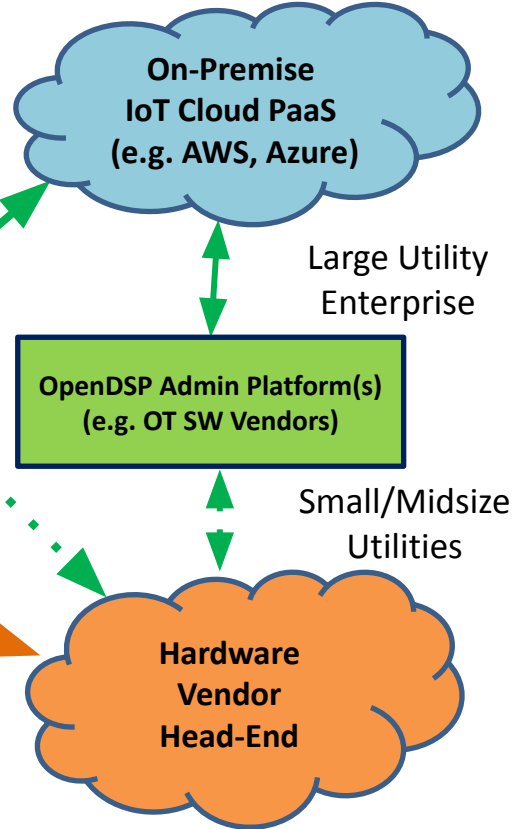 On-Premise
IoT Cloud PaaS
(e.g. AWS, Azure)
Large Utility
Enterprise
OpenDSP Admin Platform(s)
(e.g. OT SW Vendors)
Small/Midsize
Utilities
Hardware
Vendor
Head-End